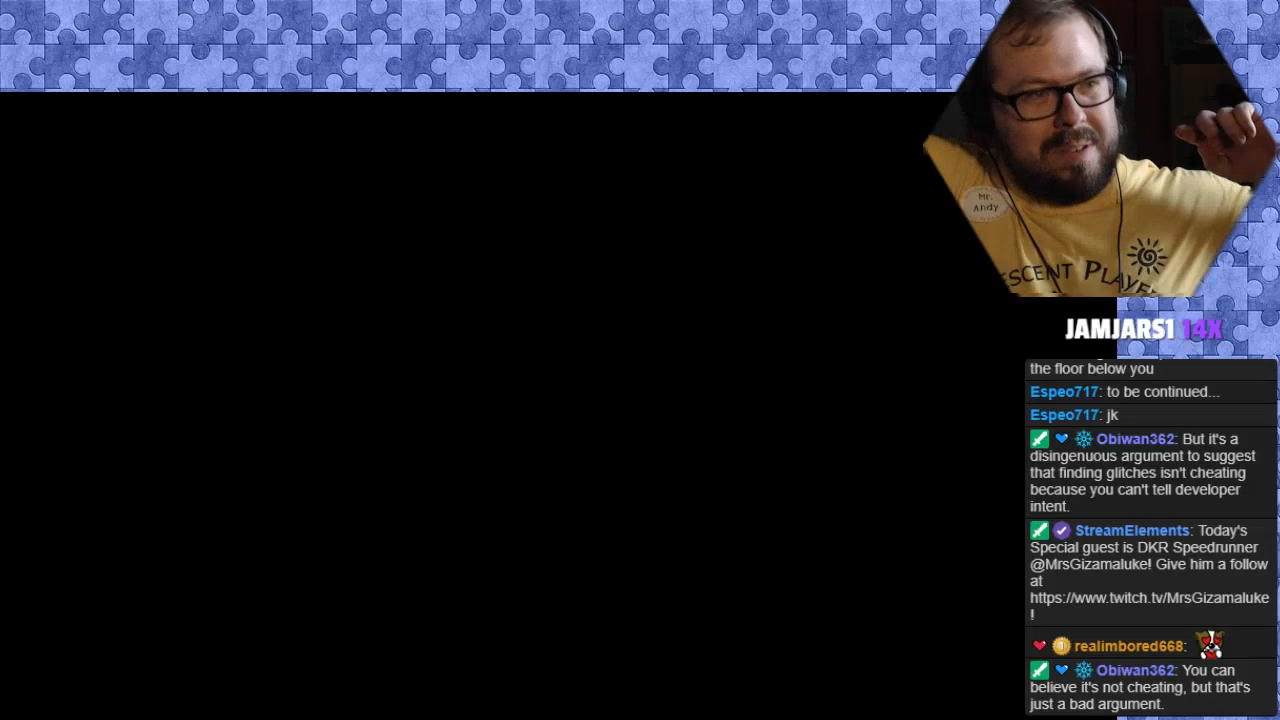 Mr.
Andy
ESCENT PLAYE
JAMJARS1 14X
the floor below you
Espeo717: to be continued...
Espeo717: jk
Obiwan362: But it's a
disingenuous argument to suggest
that finding glitches isn't cheating
because you can't tell developer
intent.
StreamElements: Today's
Special guest is DKR Speedrunner
@MrsGizamaluke! Give him a follow
at
https://www.twitch.tv/MrsGizamaluke
!
realimbored668:
Obiwan362: You can
believe it's not cheating, but that's
just a bad argument.